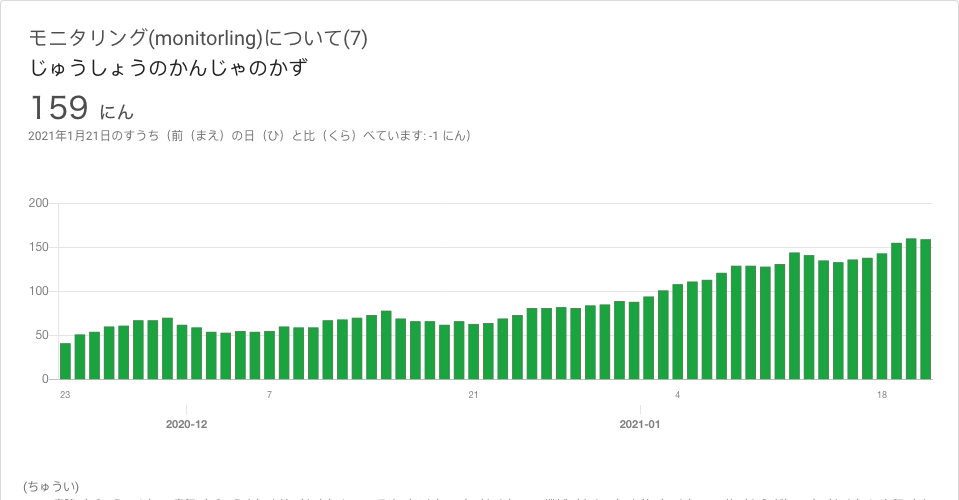 モニタリング(monitorling)について(7)
じゅうしょうのかんじゃのかず
159 にん
2021年1月21日のすうち（前（まえ）の日（ひ）と比（くら）べています: -1 にん）
200
150
100
50
0
23 7 21 4 18
2020-12 2021-01
(ちゅうい)